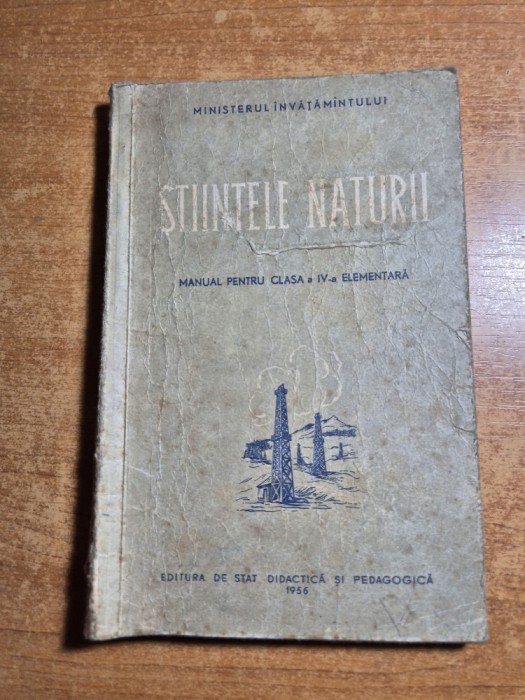 MINISTERUL ÎNVĂȚĂMÎNTULUI
ȘTIINȚELE NATURII
MANUAL PENTRU CLASA a IV-a ELEMENTARĂ
EDITURA DE STAT DIDACTICĂ ȘI PEDAGOGICĂ
1956